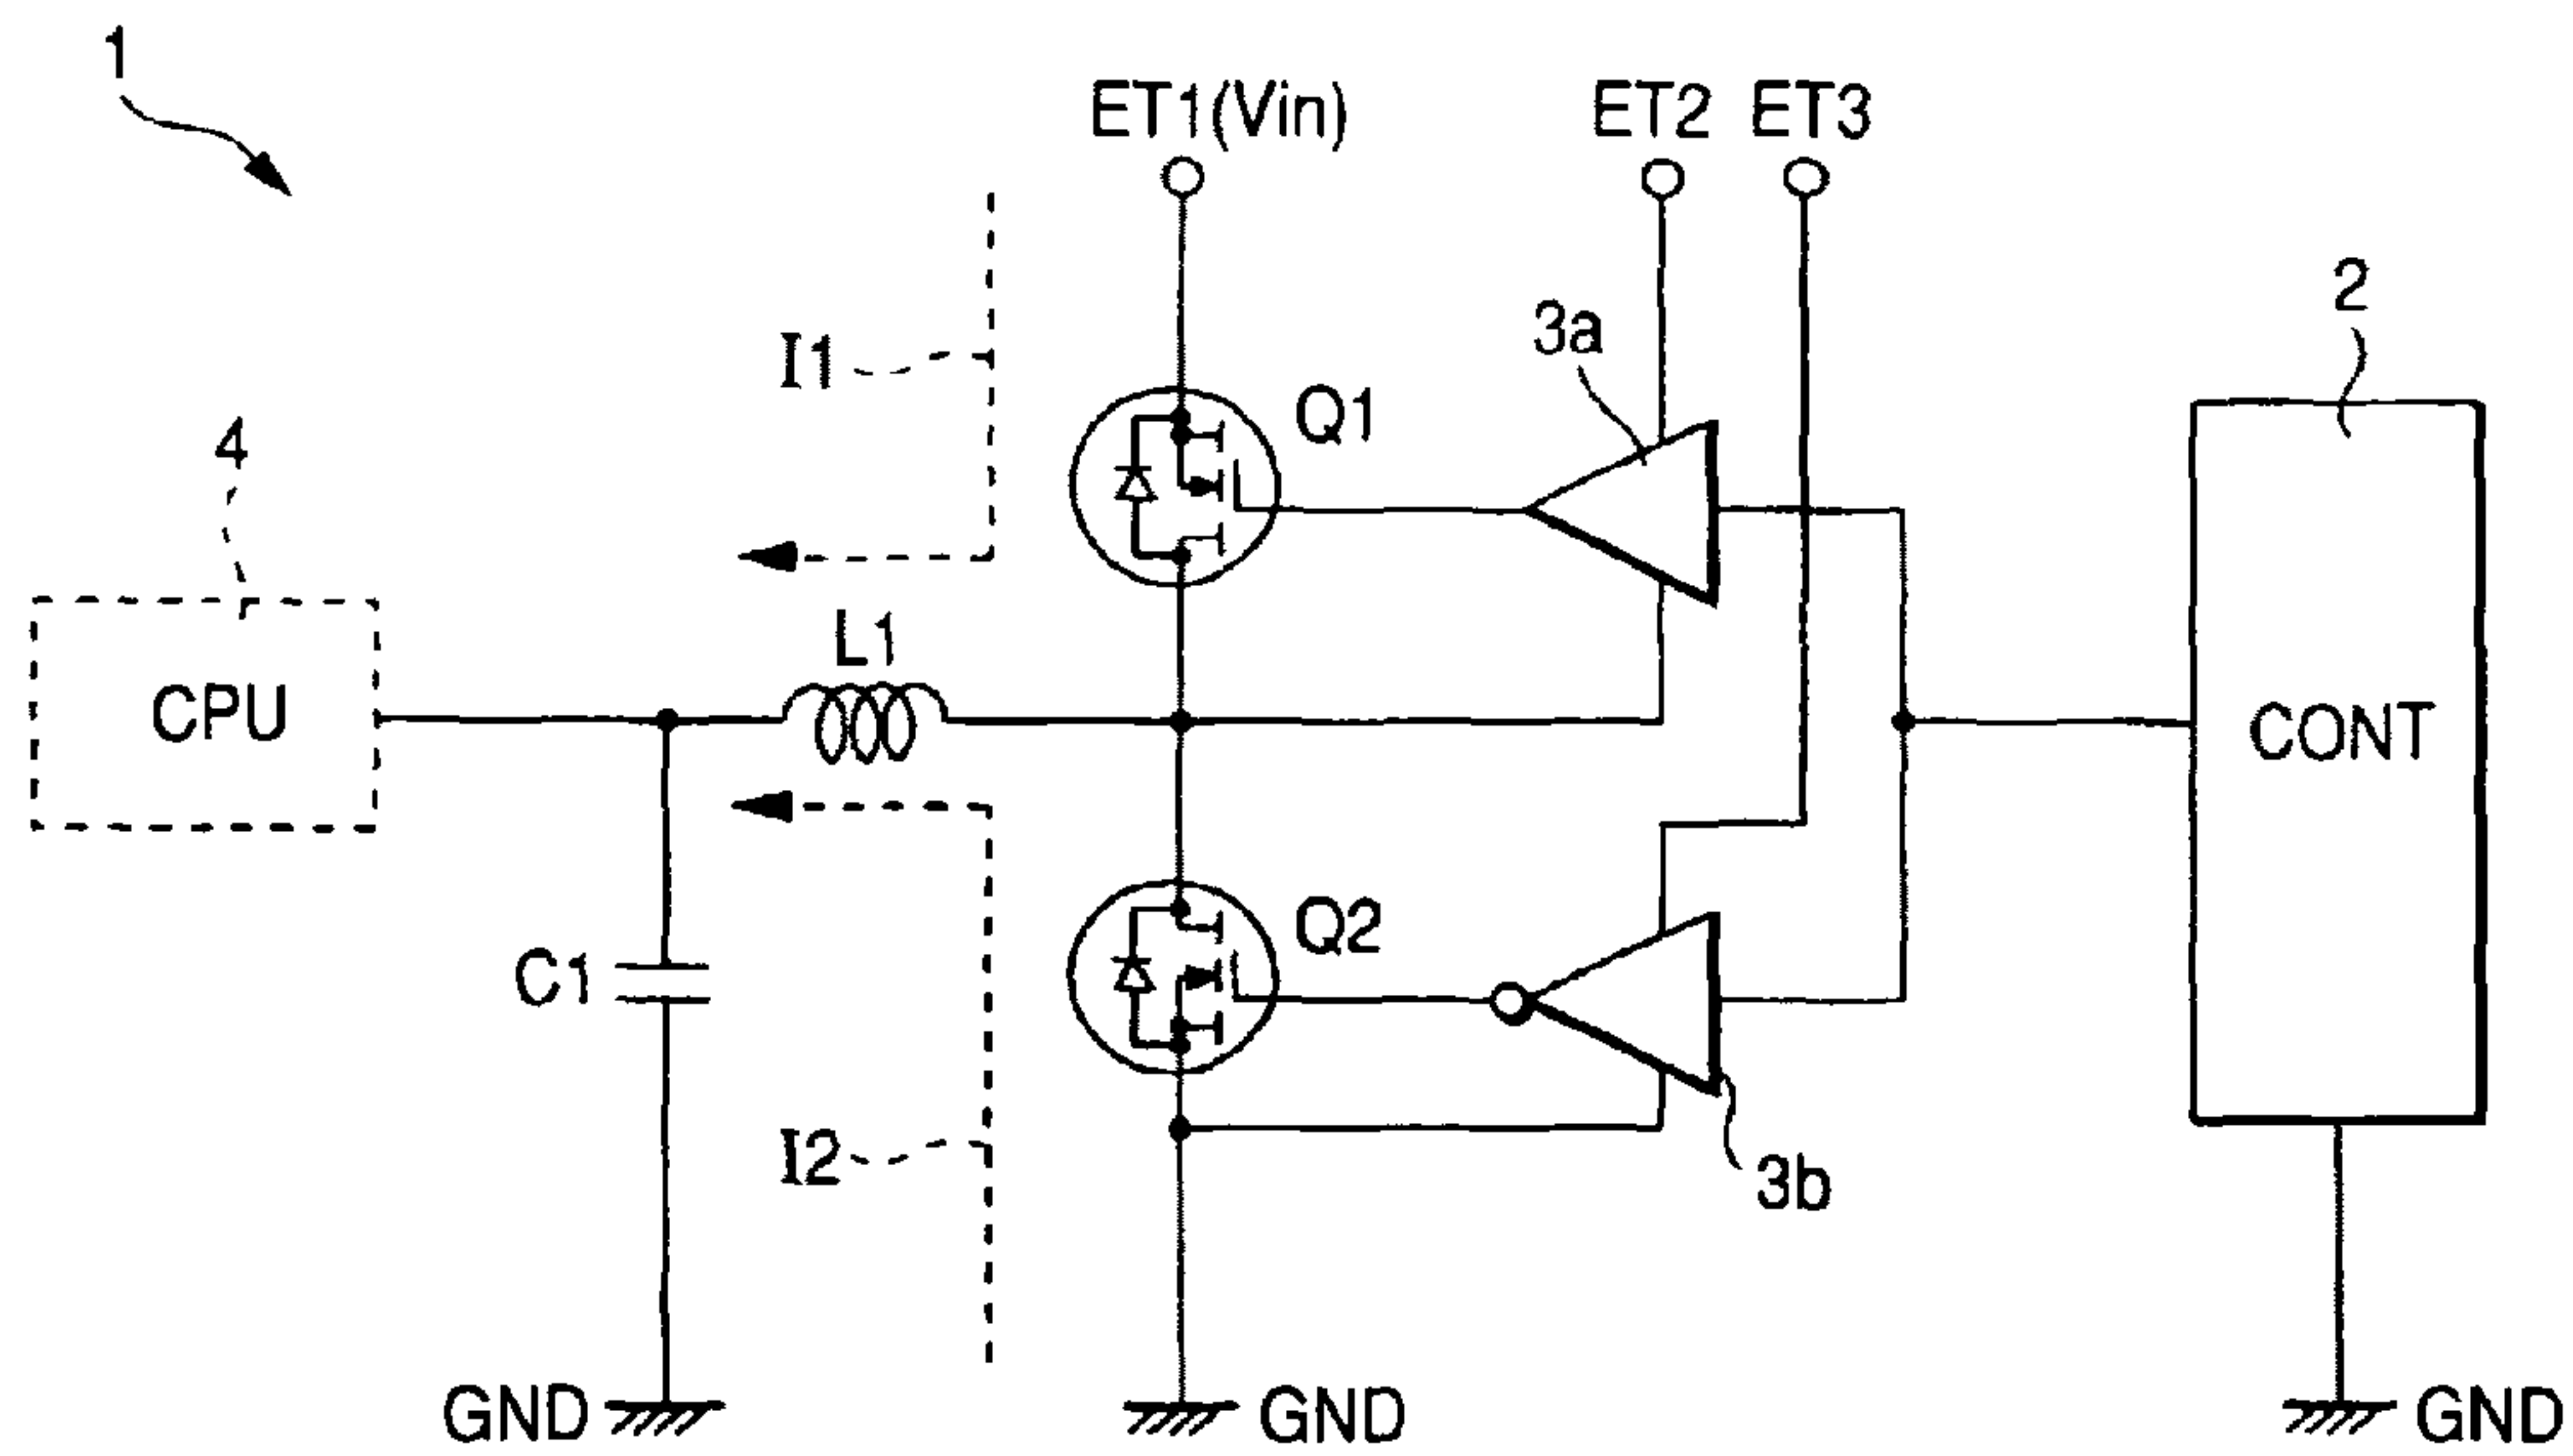 1
ET1(Vin)
ET2
ET3
2
3a
I1
Q1
4
L1
CPU
CONT
Q2
C1
I2
3b
GND
GND
GND